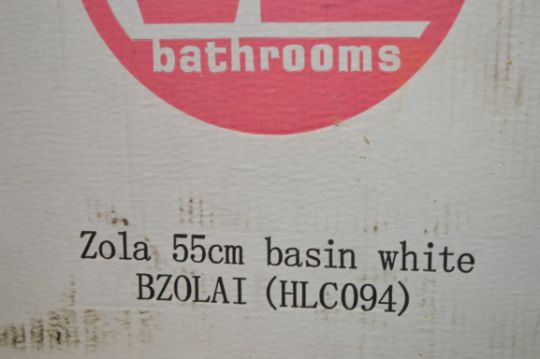 bathrooms
Zola 55cm basin white
BZOLAI (HLC094)